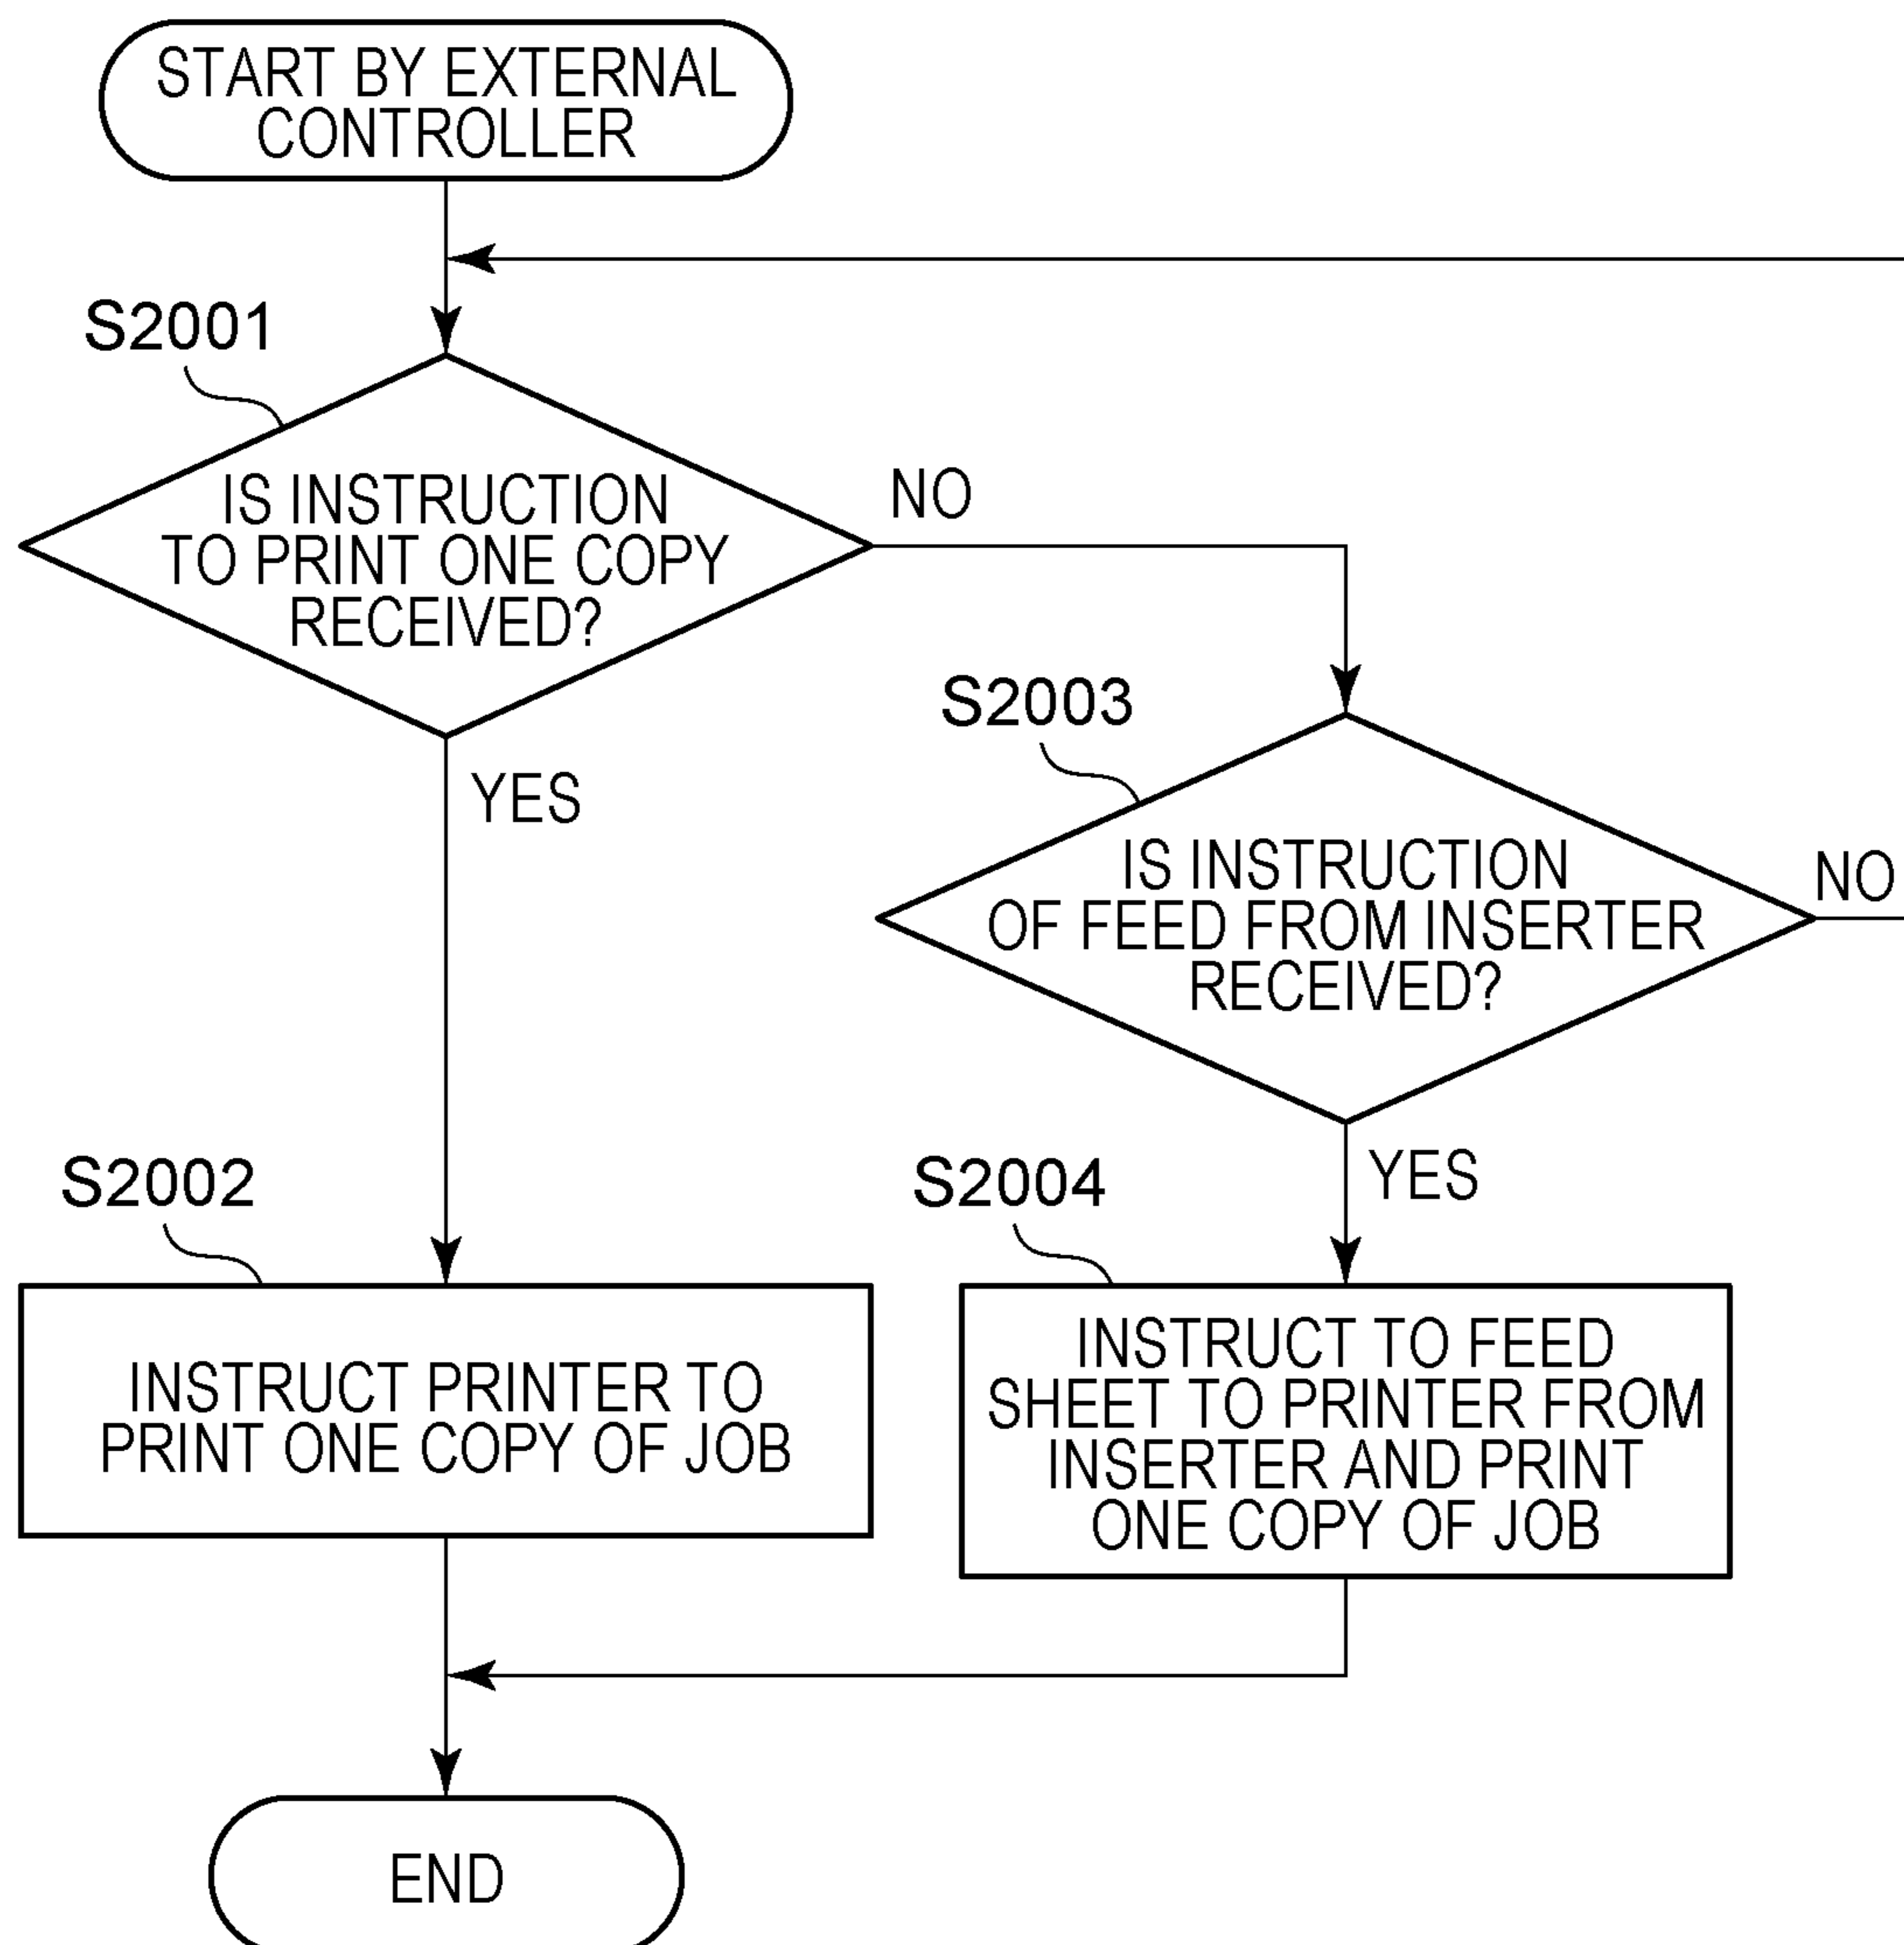 START BY EXTERNAL
CONTROLLER
S2001
IS INSTRUCTION
TO PRINT ONE COPY
RECEIVED?
NO
YES
S2003
IS INSTRUCTION
OF FEED FROM INSERTER
RECEIVED?
NO
YES
S2002
INSTRUCT PRINTER TO
PRINT ONE COPY OF JOB
S2004
INSTRUCT TO FEED
SHEET TO PRINTER FROM
INSERTER AND PRINT
ONE COPY OF JOB
END